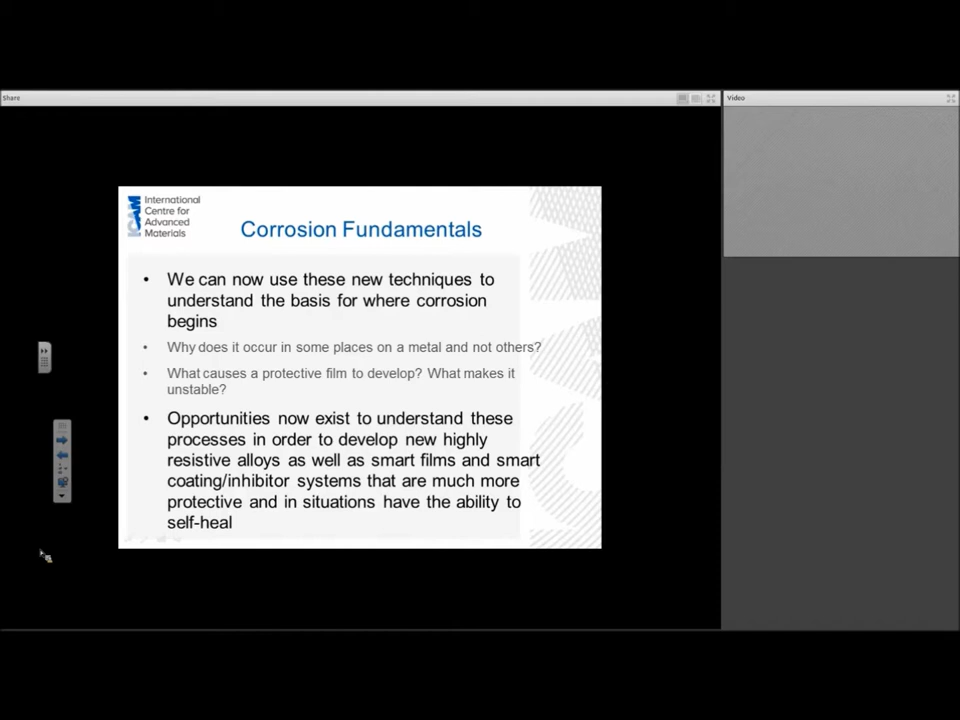 Share
Video
ICAM
International
Centre for
Advanced
Materials
Corrosion Fundamentals
• We can now use these new techniques to
understand the basis for where corrosion
begins
• Why does it occur in some places on a metal and not others?
• What causes a protective film to develop? What makes it
unstable?
• Opportunities now exist to understand these
processes in order to develop new highly
resistive alloys as well as smart films and smart
coating/inhibitor systems that are much more
protective and in situations have the ability to
self-heal